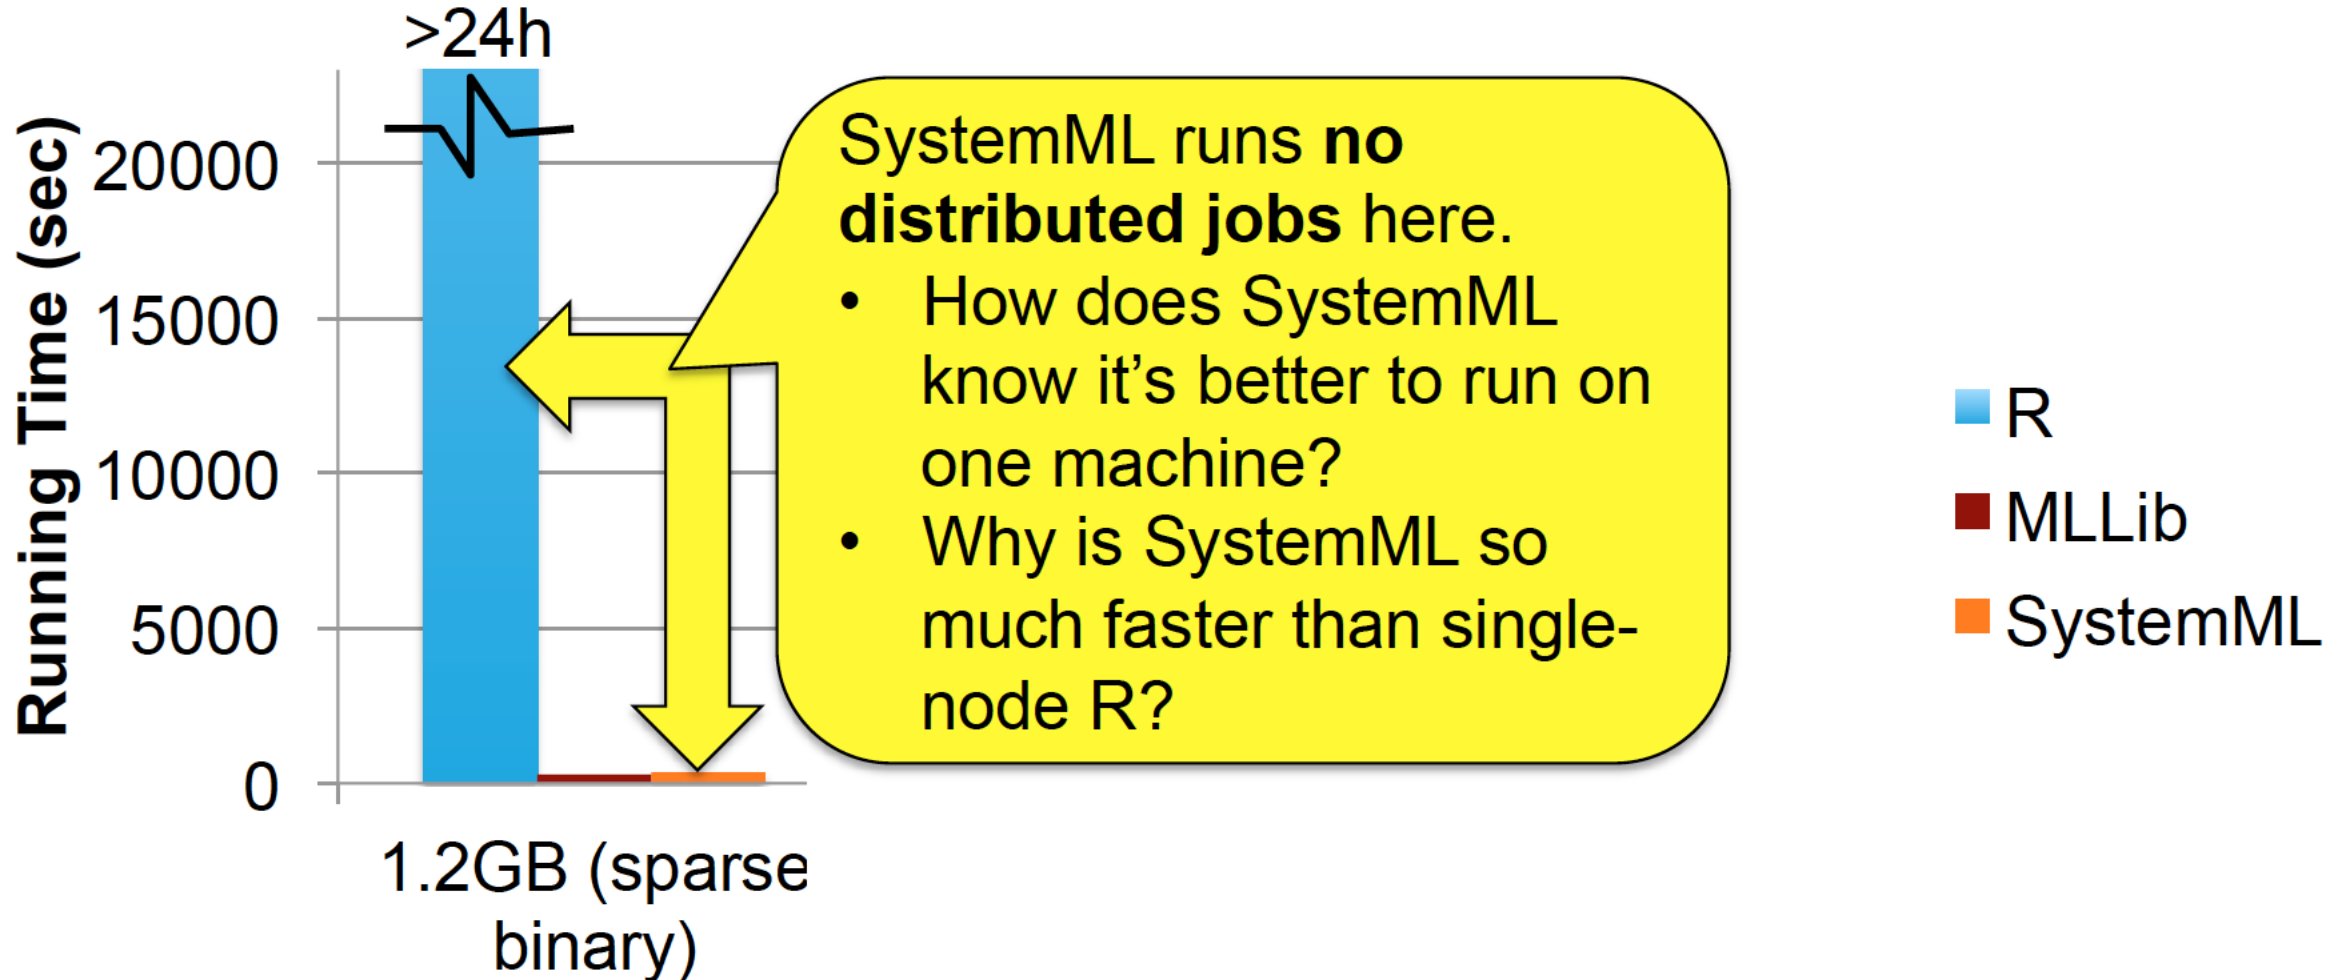 >24h
Running Time (sec)
20000
15000
10000
5000
0
1.2GB (sparse
binary)
SystemML runs no
distributed jobs here.
• How does SystemML
know it’s better to run on
one machine?
• Why is SystemML so
much faster than single-
node R?
R
MLLib
SystemML